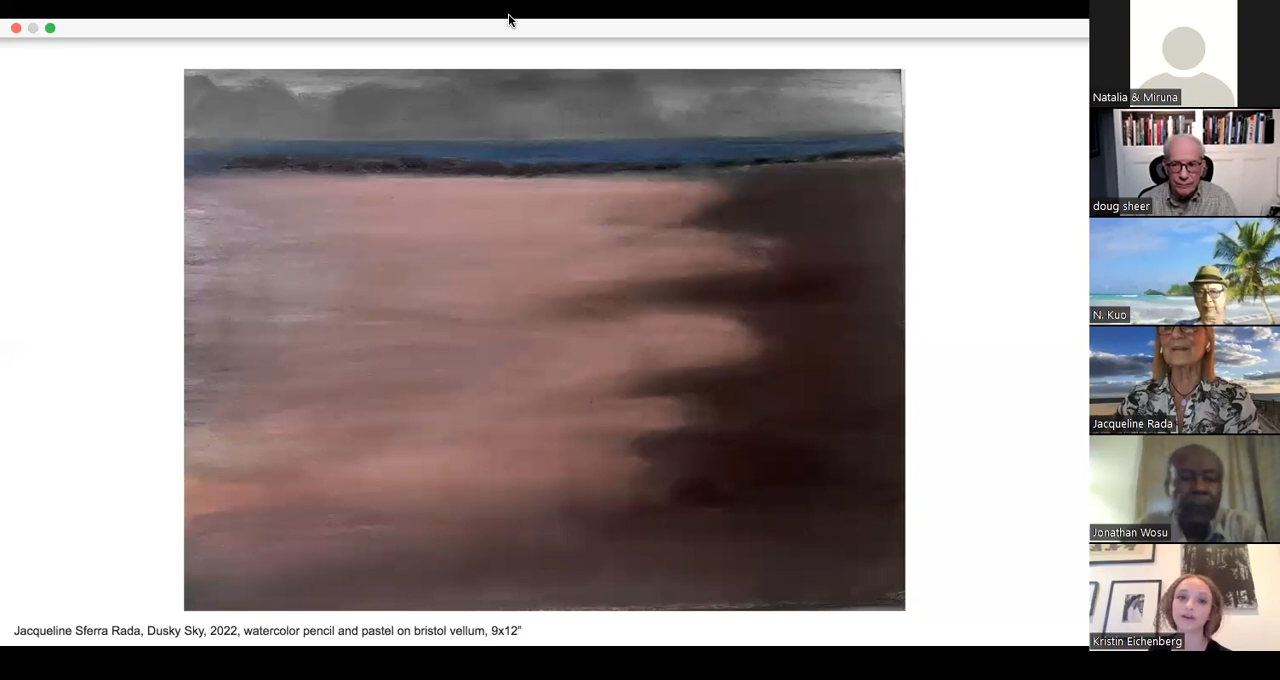 Natalia & Miruna
doug sheer
N. Kuo
Jacqueline Rada
Jonathan Wosu
Kristin Eichenberg
Jacqueline Sferra Rada, Dusky Sky, 2022, watercolor pencil and pastel on bristol vellum, 9x12”